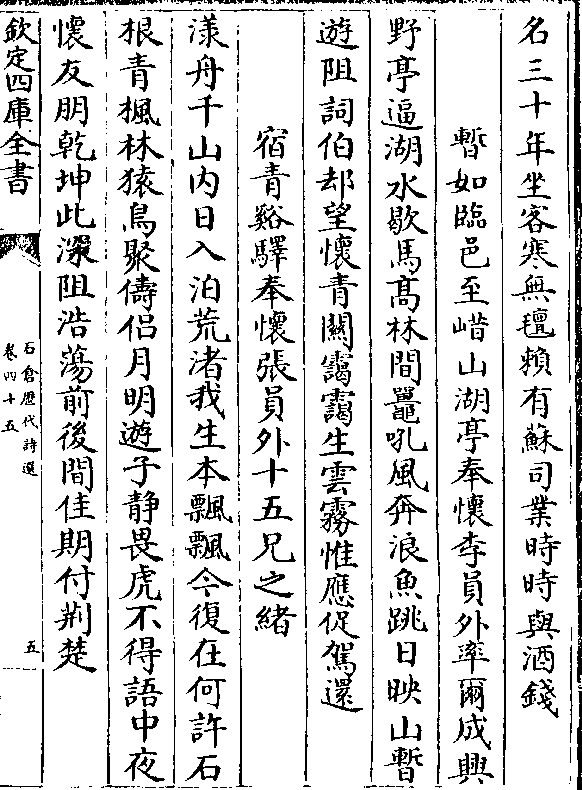 名三十年坐客寒無氊頼有蘇司業時時與酒錢
暫如臨邑至㟙山湖亭奉懷李員外率爾成興
野亭逼湖水歇馬髙林間鼉吼風奔浪魚跳日映山暫
遊阻詞伯却望懷青關靄靄生雲霧惟應促駕還
宿青谿驛奉懷張員外十五兄之緒
漾舟千山内日入泊荒渚我生本飄飄今復在何許石
根青楓林猿鳥聚儔侣月明遊子静畏虎不得語中夜
懷友朋乾坤此深阻浩蕩前後間佳期付荆楚
欽定四庫全書
石倉歴代詩選
卷四十五
五